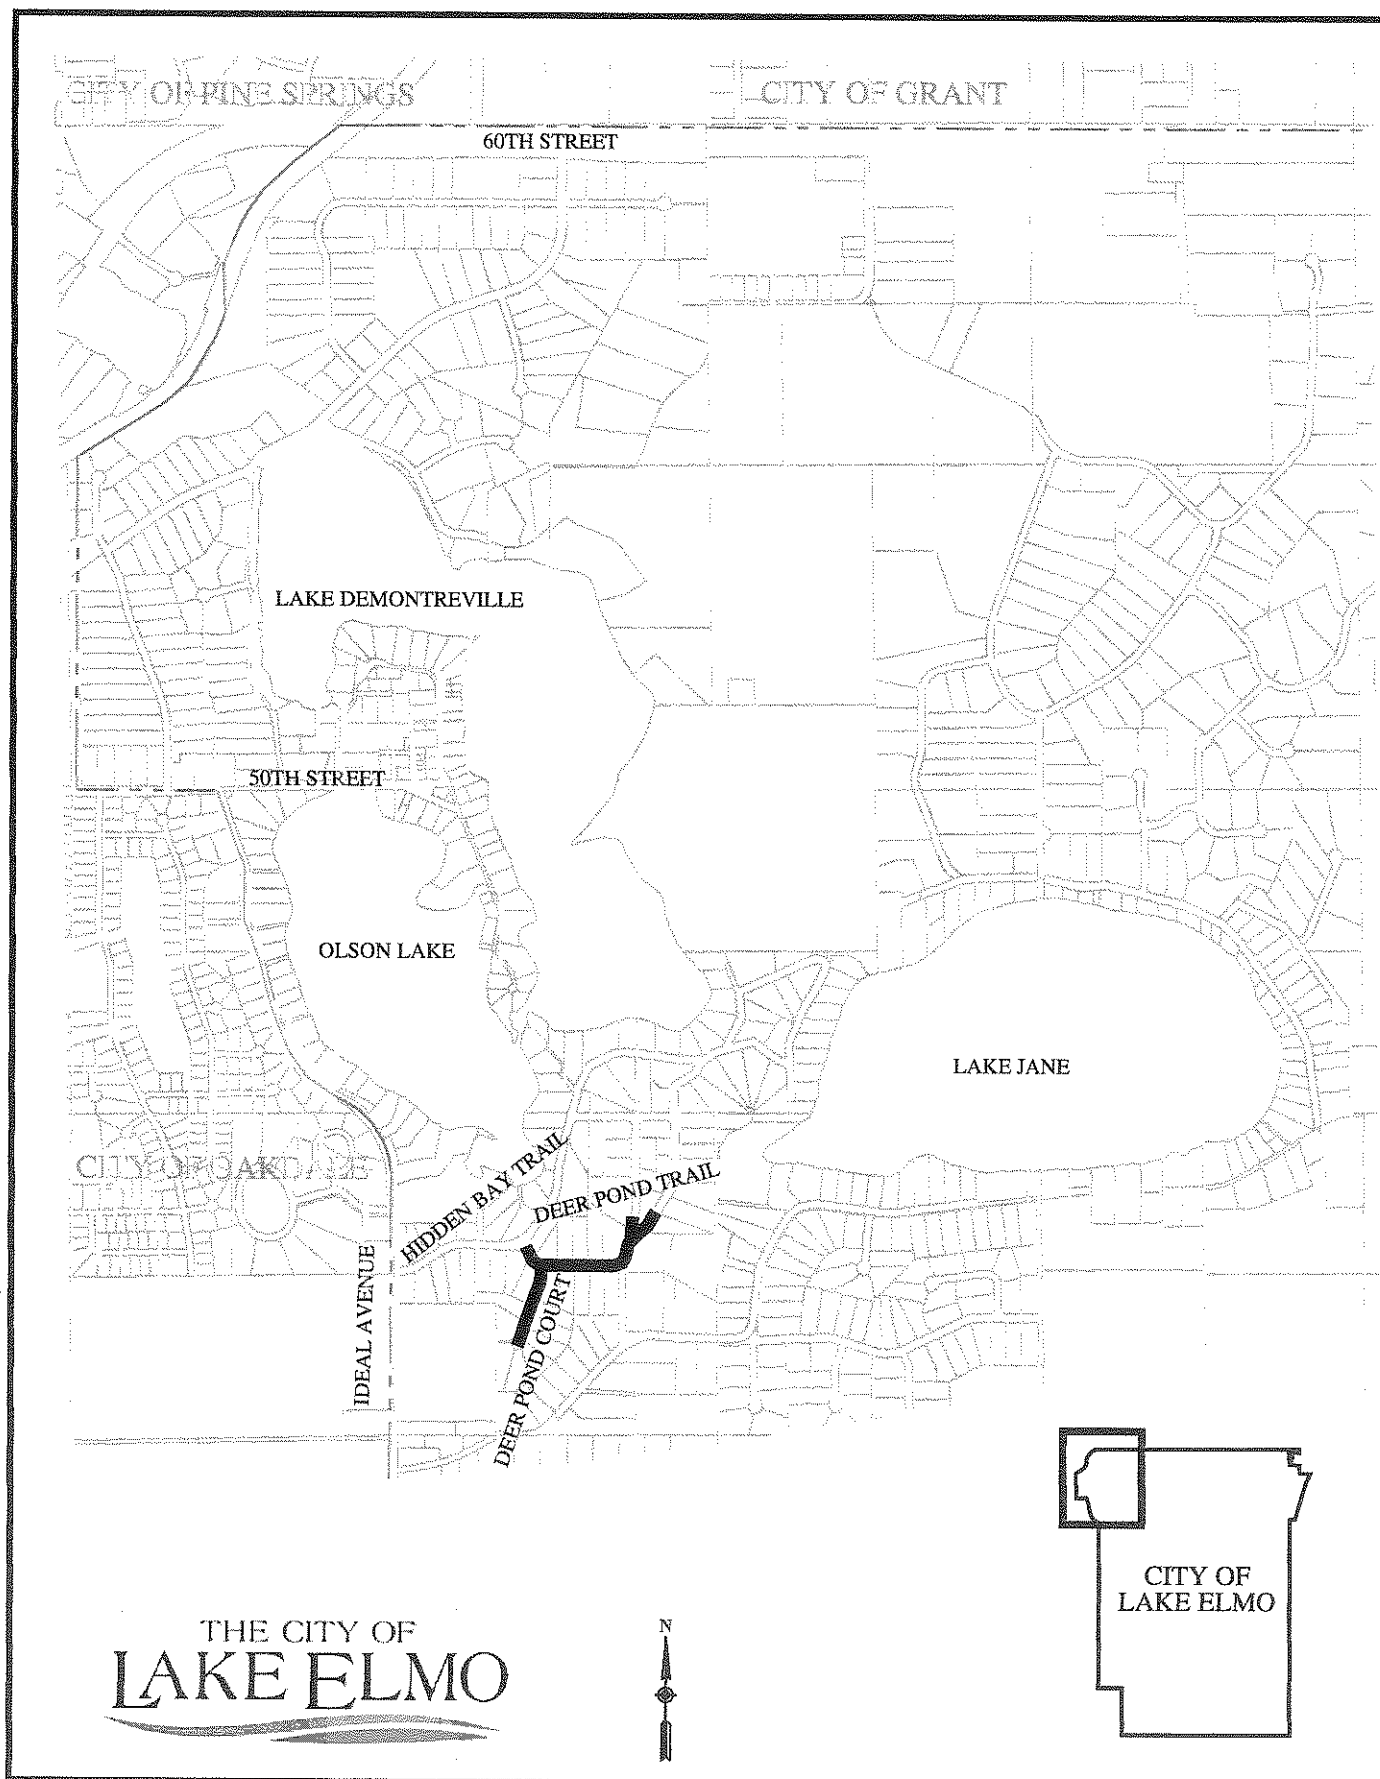 CITY OF PINE SPRINGS
CITY OF GRANT
60TH STREET
LAKE DEMONTREVILLE
50TH STREET
OLSON LAKE
LAKE JANE
CITY OF OAKDALE
HIDDEN BAY TRAIL
DEER POND TRAIL
IDEAL AVENUE
DEER POND COURT
CITY OF
LAKE ELMO
THE CITY OF
LAKE ELMO
N